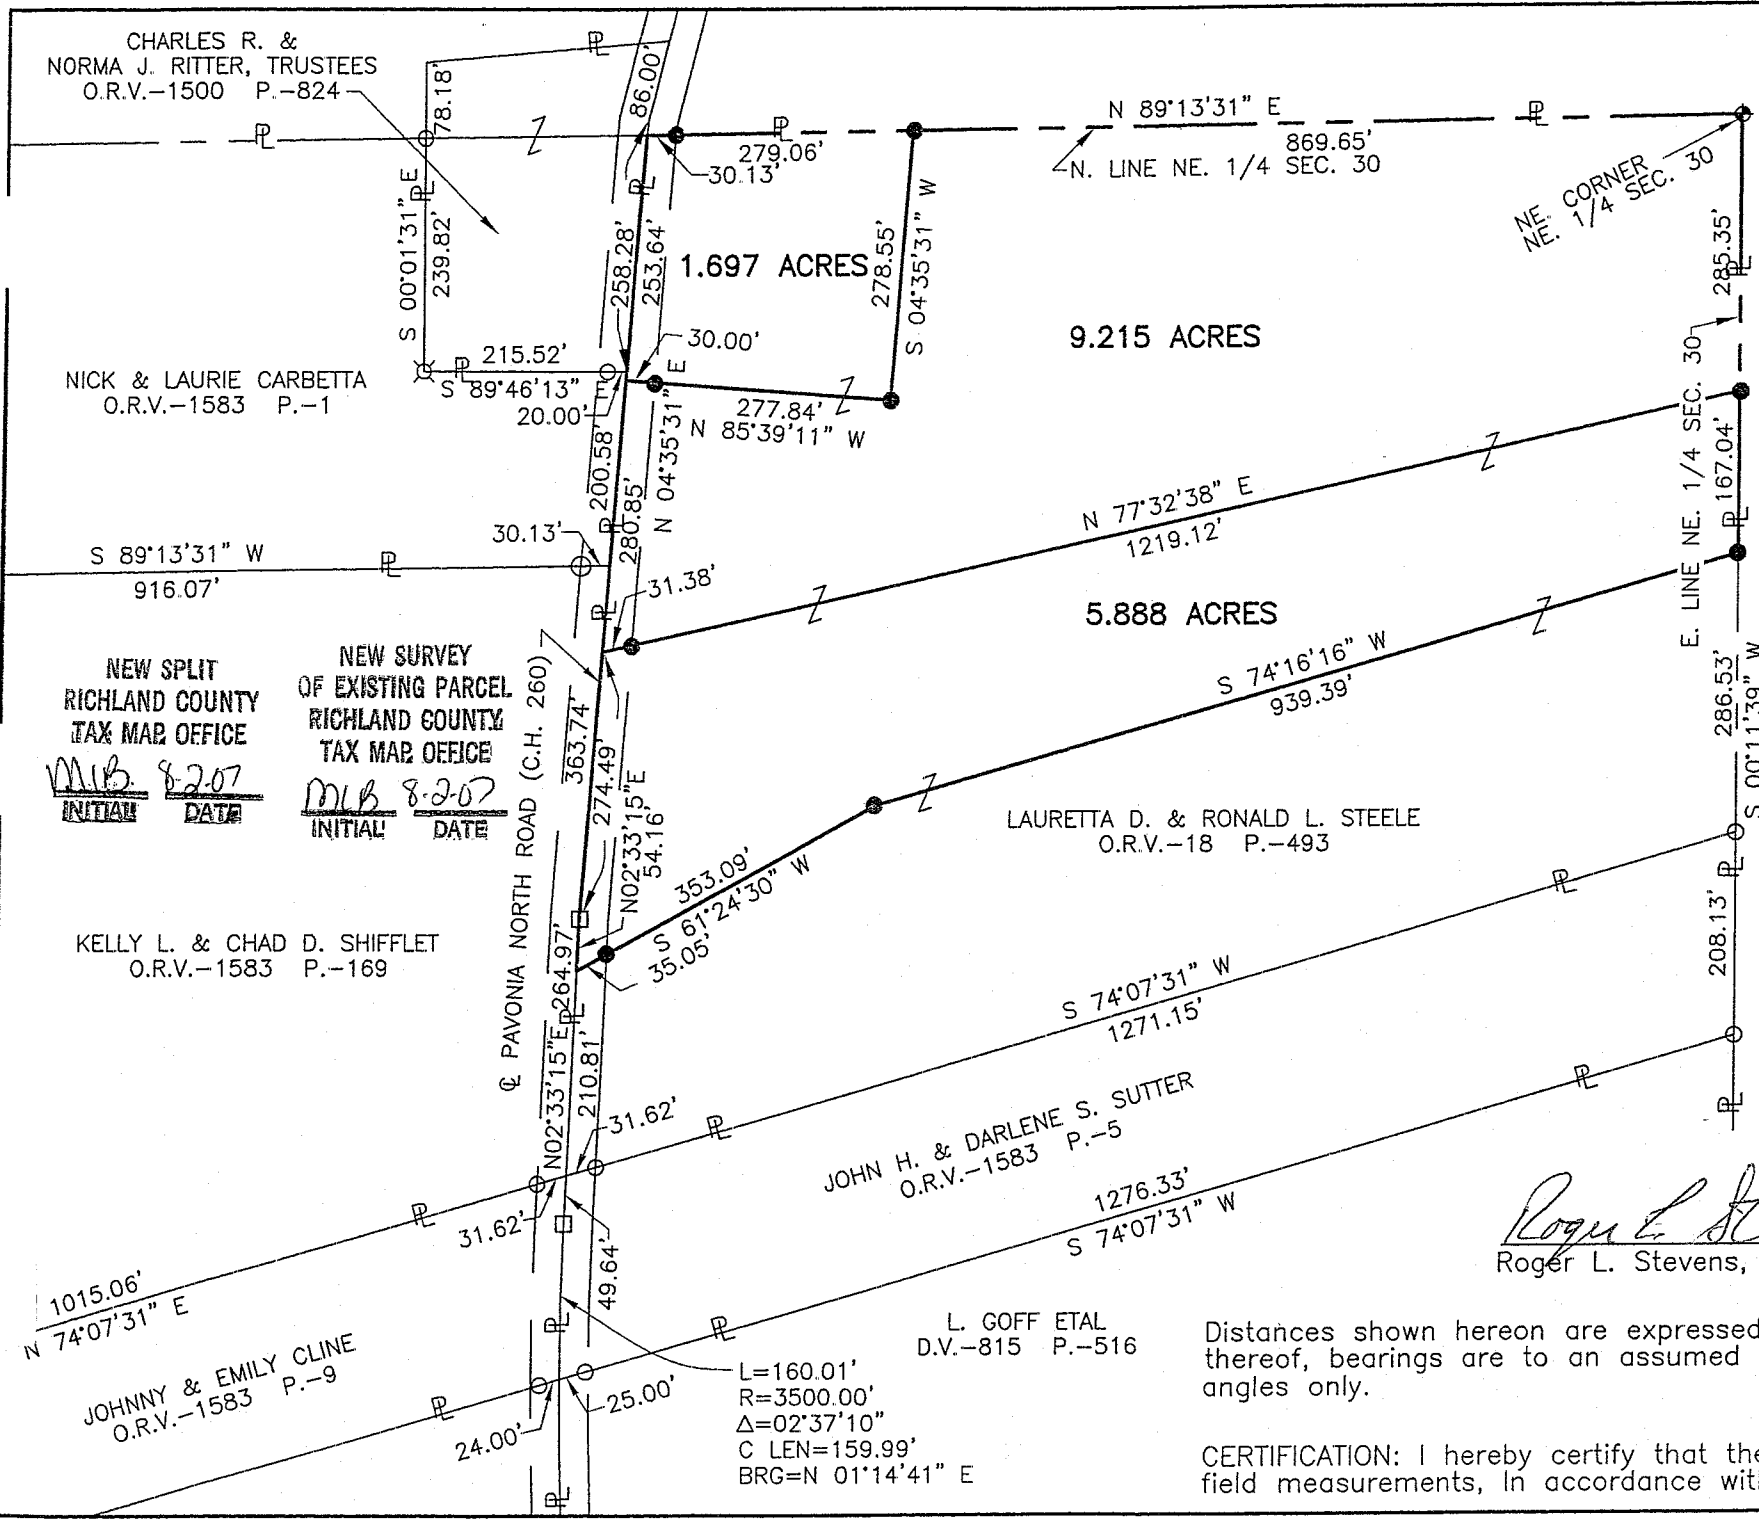 CHARLES R. &
NORMA J. RITTER, TRUSTEES
O.R.V.-1500 P.-824
78.18'
86.00'
N 89°13'31" E
869.65'
279.06'
30.13'
N. LINE NE. 1/4 SEC. 30
NE. CORNER
NE. 1/4 SEC. 30
S 00°01'31" E
239.82'
258.28'
253.64'
1.697 ACRES
278.55'
S 04°35'31" W
285.35'
9.215 ACRES
30.00'
215.52'
S 89°46'13" E
20.00'
NICK & LAURIE CARBETTA
O.R.V.-1583 P.-1
277.84'
N 85°39'11" W
N 04°35'31" E
200.58'
280.85'
E. LINE NE. 1/4 SEC. 30
167.04'
N 77°32'38" E
1219.12'
30.13'
S 89°13'31" W
916.07'
31.38'
5.888 ACRES
S 74°16'16" W
939.39'
286.53'
S 00°11'39" W
NEW SPLIT
RICHLAND COUNTY
TAX MAP OFFICE
MLB 8-2-07
INITIAL DATE
NEW SURVEY
OF EXISTING PARCEL
RICHLAND COUNTY
TAX MAP OFFICE
MLB 8-2-07
INITIAL DATE
℄ PAVONIA NORTH ROAD (C.H. 260)
363.74'
274.49'
N02°33'15"E
54.16'
353.09'
S 61°24'30" W
35.05'
LAURETTA D. & RONALD L. STEELE
O.R.V.-18 P.-493
KELLY L. & CHAD D. SHIFFLET
O.R.V.-1583 P.-169
264.97'
N02°33'15"E
210.81'
208.13'
S 74°07'31" W
1271.15'
31.62'
31.62'
JOHN H. & DARLENE S. SUTTER
O.R.V.-1583 P.-5
1276.33'
S 74°07'31" W
49.64'
1015.06'
N 74°07'31" E
JOHNNY & EMILY CLINE
O.R.V.-1583 P.-9
24.00'
25.00'
L=160.01'
R=3500.00'
Δ=02°37'10"
C LEN=159.99'
BRG=N 01°14'41" E
L. GOFF ETAL
D.V.-815 P.-516
Roger L. St
Roger L. Stevens,
Distances shown hereon are expressed
thereof, bearings are to an assumed
angles only.
CERTIFICATION: I hereby certify that the
field measurements, In accordance wit